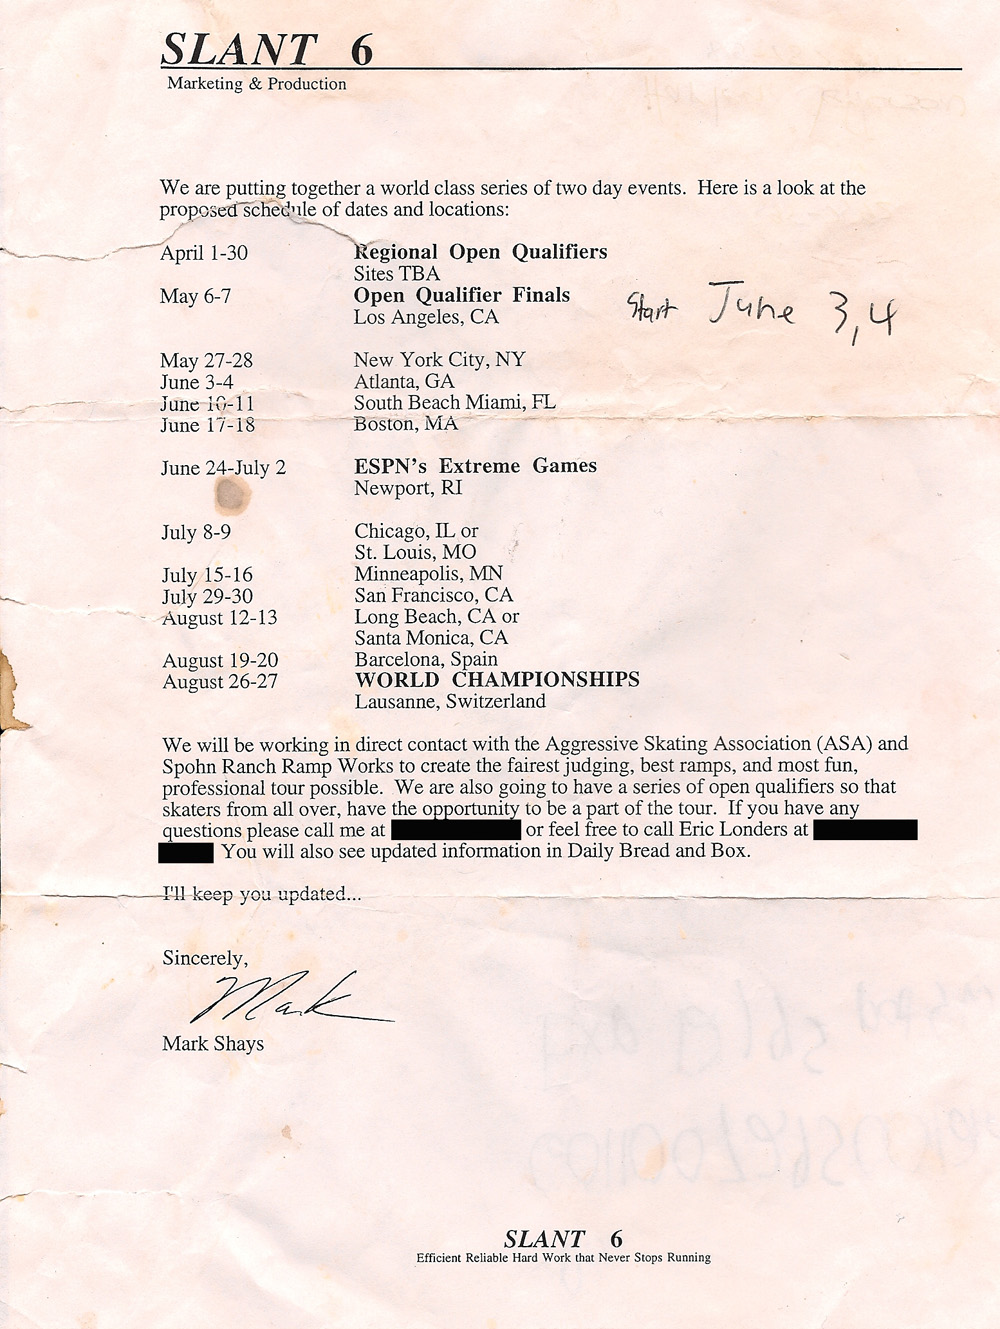 SLANT 6
Marketing & Production
We are putting together a world class series of two day events. Here is a look at the
proposed schedule of dates and locations:
April 1-30 Regional Open Qualifiers
Sites TBA
May 6-7 Open Qualifier Finals
Los Angeles, CA
Start June 3,4
May 27-28 New York City, NY
June 3-4 Atlanta, GA
June 10-11 South Beach Miami, FL
June 17-18 Boston, MA
June 24-July 2 ESPN's Extreme Games
Newport, RI
July 8-9 Chicago, IL or
St. Louis, MO
July 15-16 Minneapolis, MN
July 29-30 San Francisco, CA
August 12-13 Long Beach, CA or
Santa Monica, CA
August 19-20 Barcelona, Spain
August 26-27 WORLD CHAMPIONSHIPS
Lausanne, Switzerland
We will be working in direct contact with the Aggressive Skating Association (ASA) and
Spohn Ranch Ramp Works to create the fairest judging, best ramps, and most fun,
professional tour possible. We are also going to have a series of open qualifiers so that
skaters from all over, have the opportunity to be a part of the tour. If you have any
questions please call me at or feel free to call Eric Londers at
You will also see updated information in Daily Bread and Box.
I'll keep you updated...
Sincerely,
Mark
Mark Shays
SLANT 6
Efficient Reliable Hard Work that Never Stops Running